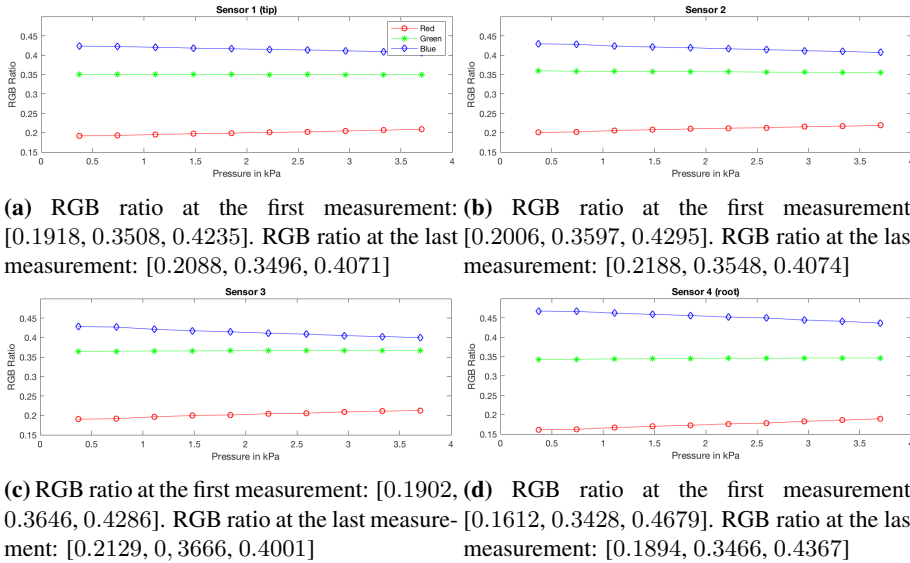 Sensor 1 (tip)
0.45
0.4
0.35
0.3
0.25
0.2
0.15
RGB Ratio
Red
Green
Blue
0 0.5 1 1.5 2 2.5 3 3.5 4
Pressure in kPa
Sensor 2
0.45
0.4
0.35
0.3
0.25
0.2
0.15
RGB Ratio
0 0.5 1 1.5 2 2.5 3 3.5 4
Pressure in kPa
(a) RGB ratio at the first measurement:
[0.1918, 0.3508, 0.4235]. RGB ratio at the last
measurement: [0.2088, 0.3496, 0.4071]
(b) RGB ratio at the first measurement
[0.2006, 0.3597, 0.4295]. RGB ratio at the las
measurement: [0.2188, 0.3548, 0.4074]
Sensor 3
0.45
0.4
0.35
0.3
0.25
0.2
0.15
RGB Ratio
0 0.5 1 1.5 2 2.5 3 3.5 4
Pressure in kPa
Sensor 4 (root)
0.45
0.4
0.35
0.3
0.25
0.2
0.15
RGB Ratio
0 0.5 1 1.5 2 2.5 3 3.5 4
Pressure in kPa
(c) RGB ratio at the first measurement: [0.1902,
0.3646, 0.4286]. RGB ratio at the last measure-
ment: [0.2129, 0, 3666, 0.4001]
(d) RGB ratio at the first measurement
[0.1612, 0.3428, 0.4679]. RGB ratio at the las
measurement: [0.1894, 0.3466, 0.4367]